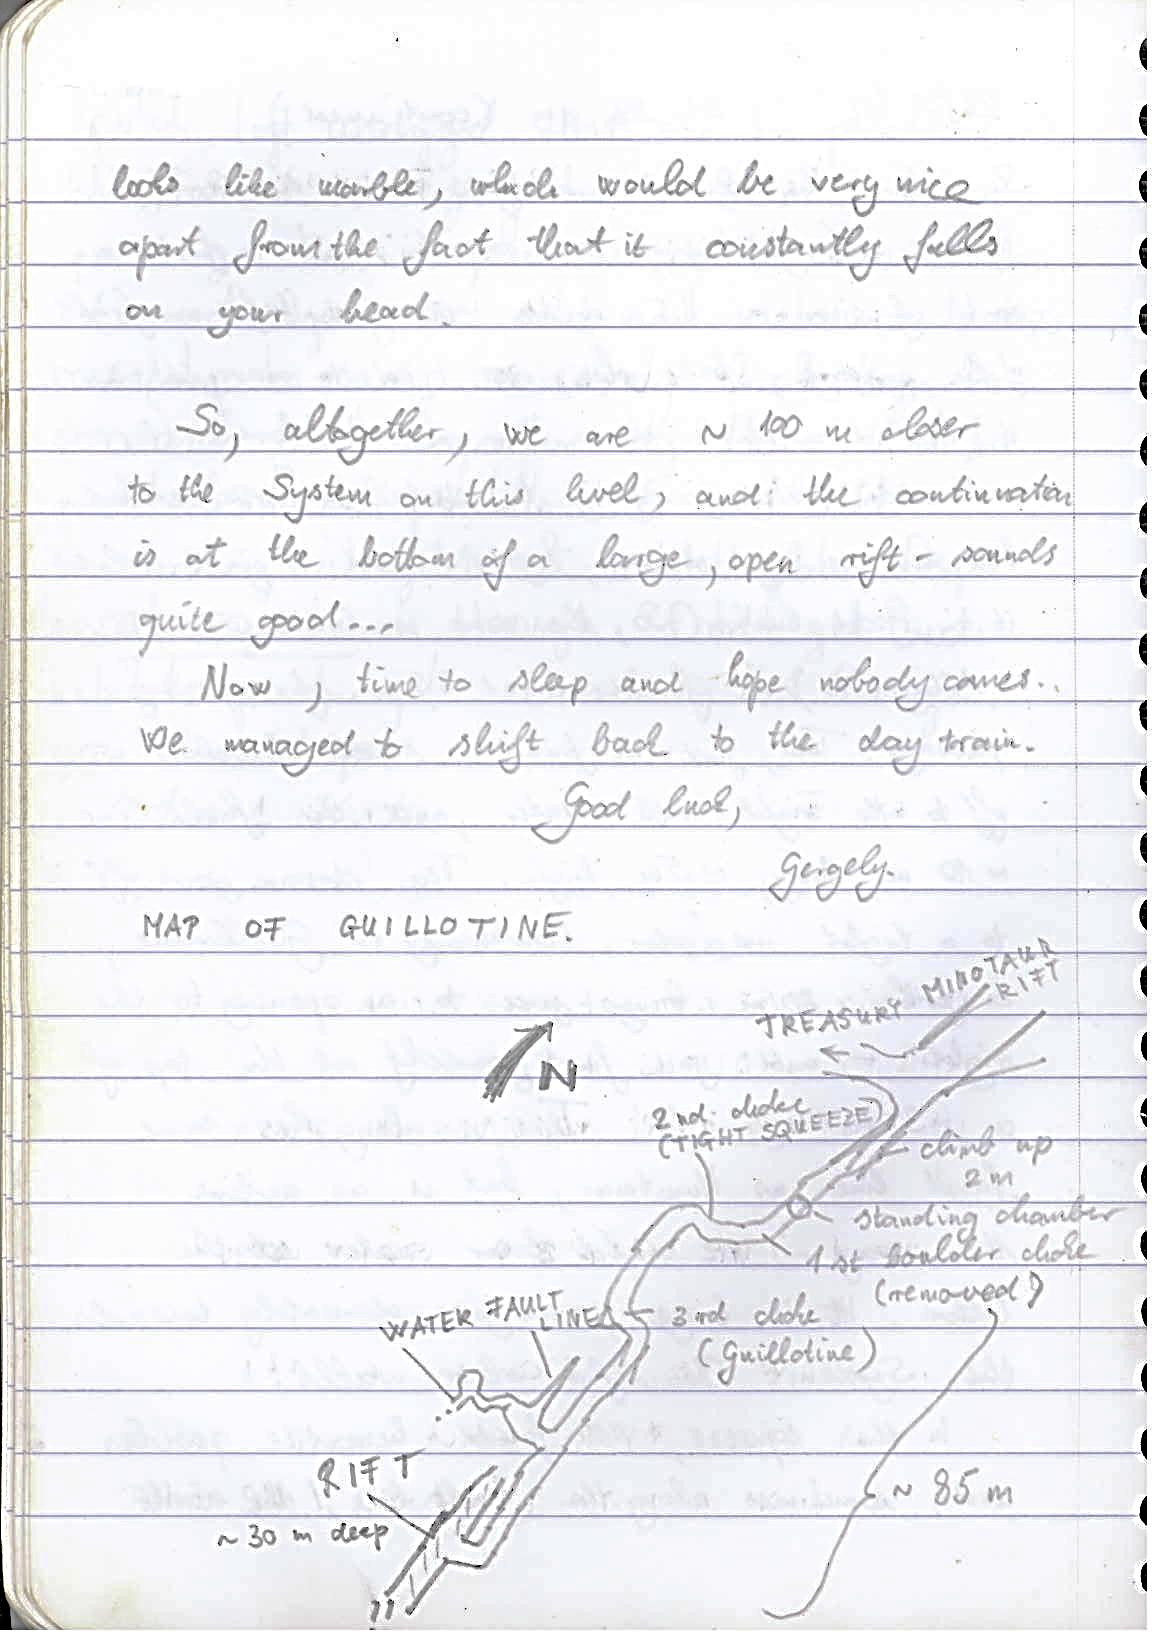 looks like marble, which would be very nice
apart from the fact that it constantly falls
on your head.
So, altogether, we are ~ 100 m closer
to the System on this level, and: the continuation
is at the bottom of a large, open rift - sounds
quite good...
Now, time to sleep and hope nobody comes..
We managed to shift back to the day train.
Good luck,
Gergely.
MAP OF GUILLOTINE.
MINOTAUR
RIFT
TREASURY
N
2nd. choke
(TIGHT SQUEEZE)
climb up
2 m
standing chamber
1st boulder choke
(removed)
WATER
FAULT
LINE
3rd choke
(Guillotine)
RIFT
~ 30 m deep
~ 85 m